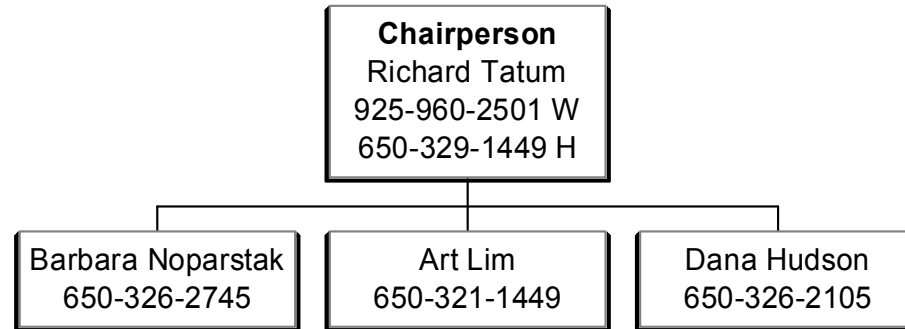 Chairperson
Richard Tatum
925-960-2501 W
650-329-1449 H
Barbara Noparstak
650-326-2745
Art Lim
650-321-1449
Dana Hudson
650-326-2105